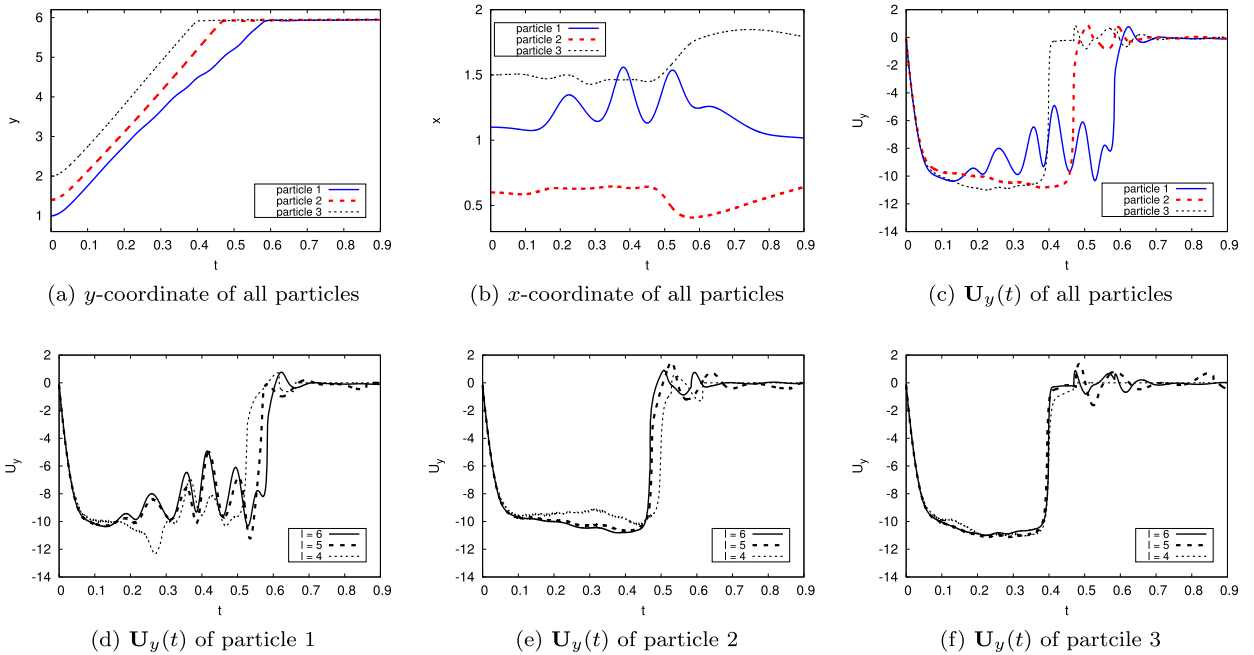 6
5
4
3
2
1
0
0.1
0.2
0.3
0.4
0.5
0.6
0.7
0.8
0.9
y
t
particle 1
particle 2
particle 3
(a) y-coordinate of all particles
2
1.5
1
0.5
0
0.1
0.2
0.3
0.4
0.5
0.6
0.7
0.8
0.9
x
t
particle 1
particle 2
particle 3
(b) x-coordinate of all particles
2
0
-2
-4
-6
-8
-10
-12
-14
0
0.1
0.2
0.3
0.4
0.5
0.6
0.7
0.8
0.9
Uy
t
particle 1
particle 2
particle 3
(c) Uy(t) of all particles
2
0
-2
-4
-6
-8
-10
-12
-14
0
0.1
0.2
0.3
0.4
0.5
0.6
0.7
0.8
0.9
Uy
t
l = 6
l = 5
l = 4
(d) Uy(t) of particle 1
2
0
-2
-4
-6
-8
-10
-12
-14
0
0.1
0.2
0.3
0.4
0.5
0.6
0.7
0.8
0.9
Uy
t
l = 6
l = 5
l = 4
(e) Uy(t) of particle 2
2
0
-2
-4
-6
-8
-10
-12
-14
0
0.1
0.2
0.3
0.4
0.5
0.6
0.7
0.8
0.9
Uy
t
l = 6
l = 5
l = 4
(f) Uy(t) of partcile 3